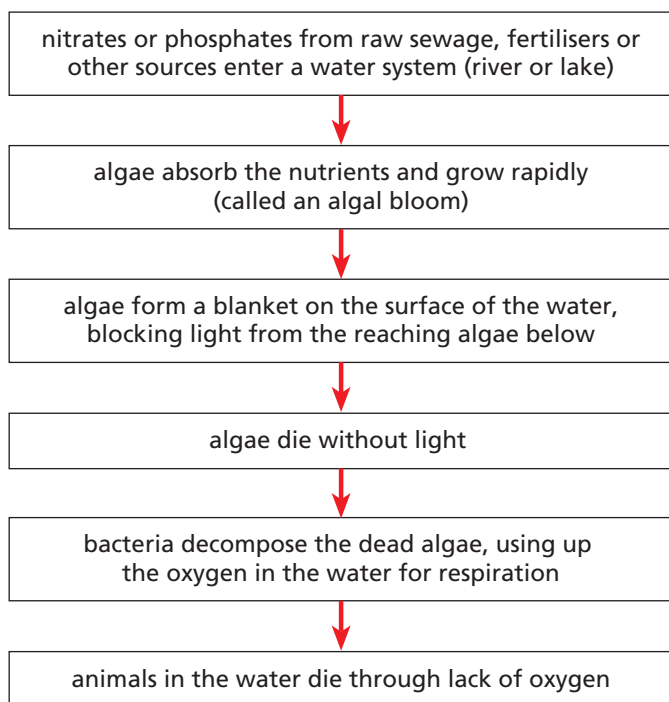 nitrates or phosphates from raw sewage, fertilisers or
other sources enter a water system (river or lake)
algae absorb the nutrients and grow rapidly
(called an algal bloom)
algae form a blanket on the surface of the water,
blocking light from the reaching algae below
algae die without light
bacteria decompose the dead algae, using up
the oxygen in the water for respiration
animals in the water die through lack of oxygen